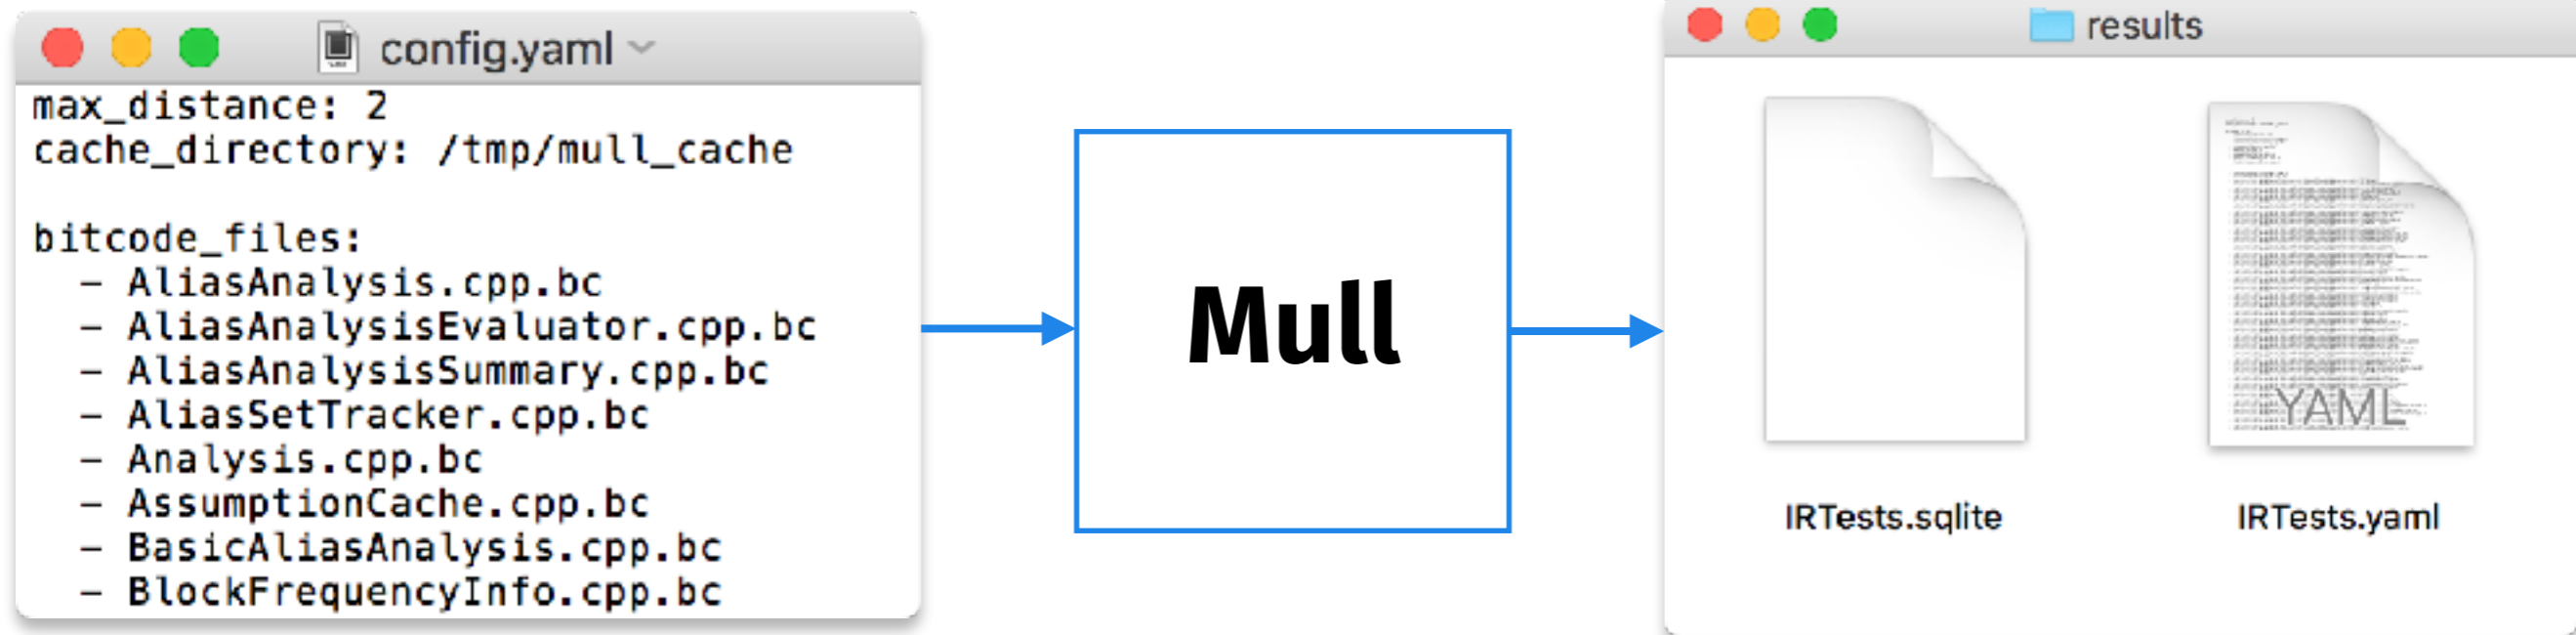 config.yaml
max_distance: 2
cache_directory: /tmp/mull_cache
bitcode_files:
- AliasAnalysis.cpp.bc
- AliasAnalysisEvaluator.cpp.bc
- AliasAnalysisSummary.cpp.bc
- AliasSetTracker.cpp.bc
- Analysis.cpp.bc
- AssumptionCache.cpp.bc
- BasicAliasAnalysis.cpp.bc
- BlockFrequencyInfo.cpp.bc
Mull
results
YAML
IRTests.sqlite
IRTests.yaml